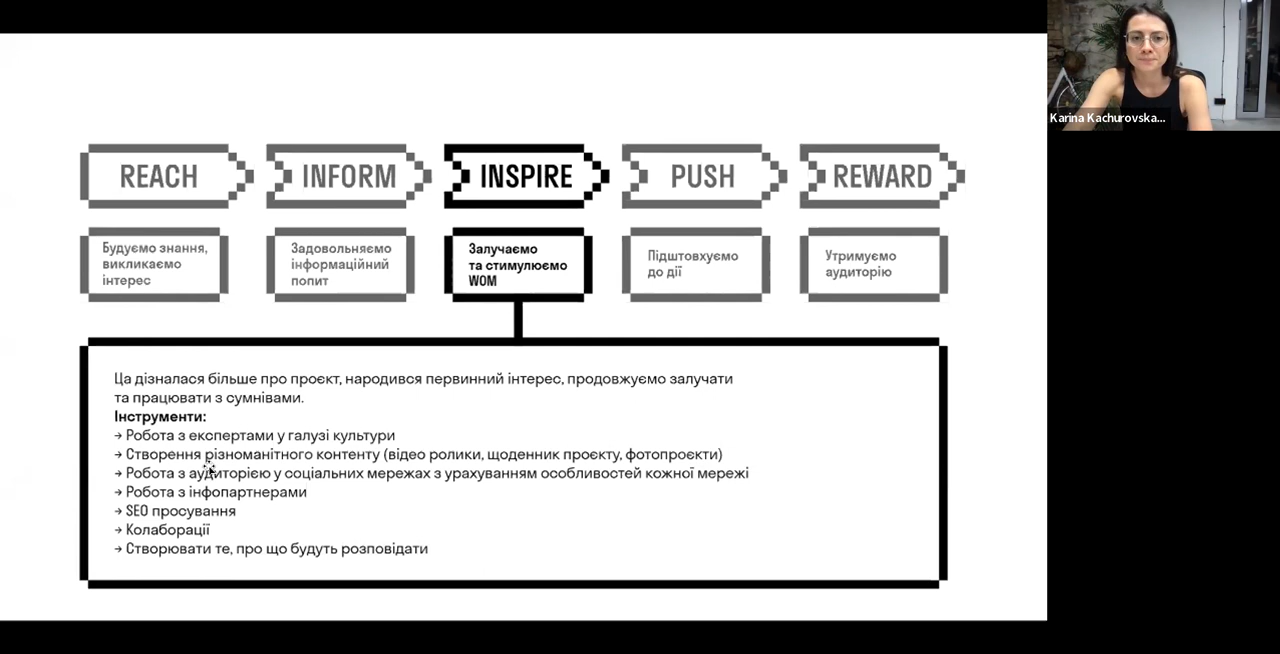 Karina Kachurovska...
REACH
INFORM
INSPIRE
PUSH
REWARD
Будуємо знання,
викликаємо
інтерес
Задовольняємо
інформаційний
попит
Залучаємо
та стимулюємо
WOM
Підштовхуємо
до дії
Утримуємо
аудиторію
Ца дізналася більше про проєкт, народився первинний інтерес, продовжуємо залучати
та працювати з сумнівами.
Інструменти:
→ Робота з експертами у галузі культури
→ Створення різноманітного контенту (відео ролики, щоденник проєкту, фотопроєкти)
→ Робота з аудиторією у соціальних мережах з урахуванням особливостей кожної мережі
→ Робота з інфопартнерами
→ SEO просування
→ Колаборації
→ Створювати те, про що будуть розповідати